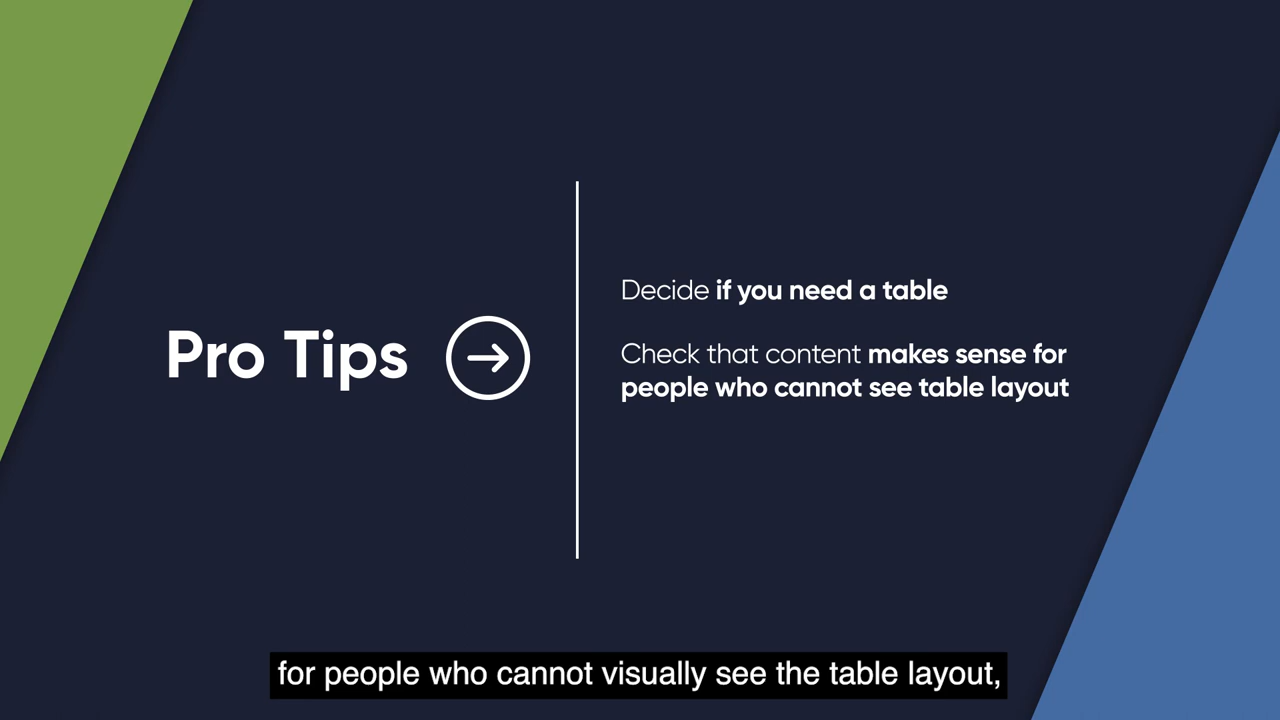 Pro Tips
Decide if you need a table
Check that content makes sense for
people who cannot see table layout
for people who cannot visually see the table layout,